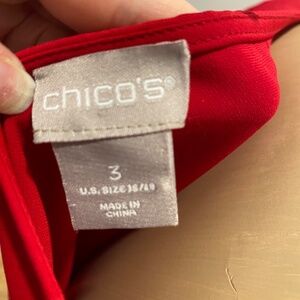 chico's®
3
U.S. SIZE 16/18
MADE IN
CHINA